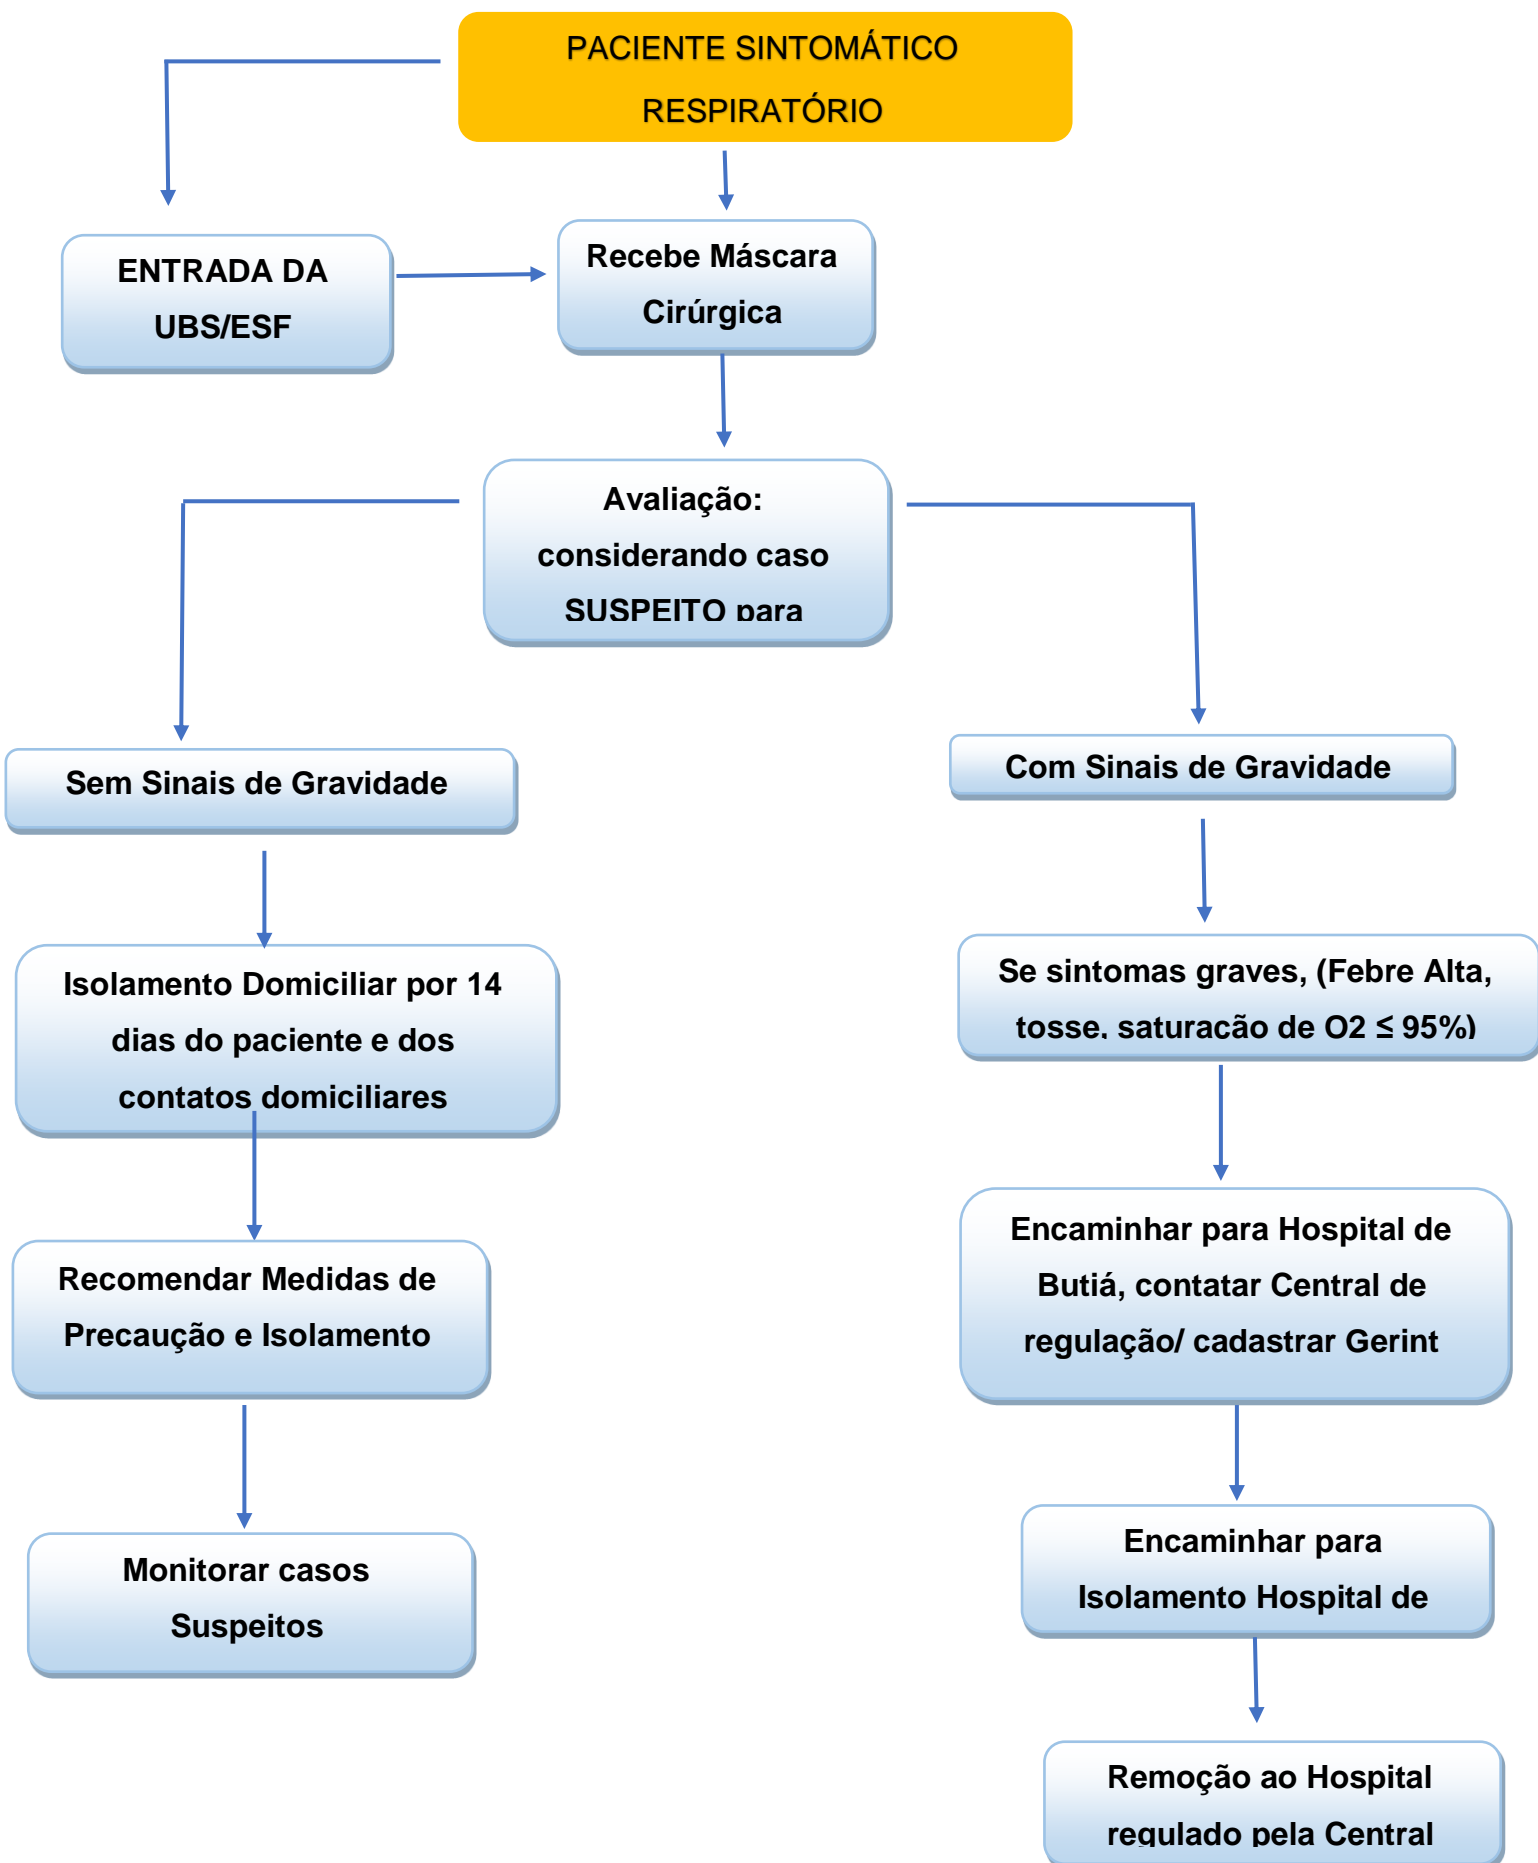 PACIENTE SINTOMÁTICO
RESPIRATÓRIO
ENTRADA DA
UBS/ESF
Recebe Máscara
Cirúrgica
Avaliação:
considerando caso
SUSPEITO para
Sem Sinais de Gravidade
Com Sinais de Gravidade
Isolamento Domiciliar por 14
dias do paciente e dos
contatos domiciliares
Se sintomas graves, (Febre Alta,
tosse, saturação de O2 ≤ 95%)
Recomendar Medidas de
Precaução e Isolamento
Encaminhar para Hospital de
Butiá, contatar Central de
regulação/ cadastrar Gerint
Monitorar casos
Suspeitos
Encaminhar para
Isolamento Hospital de
Remoção ao Hospital
regulado pela Central